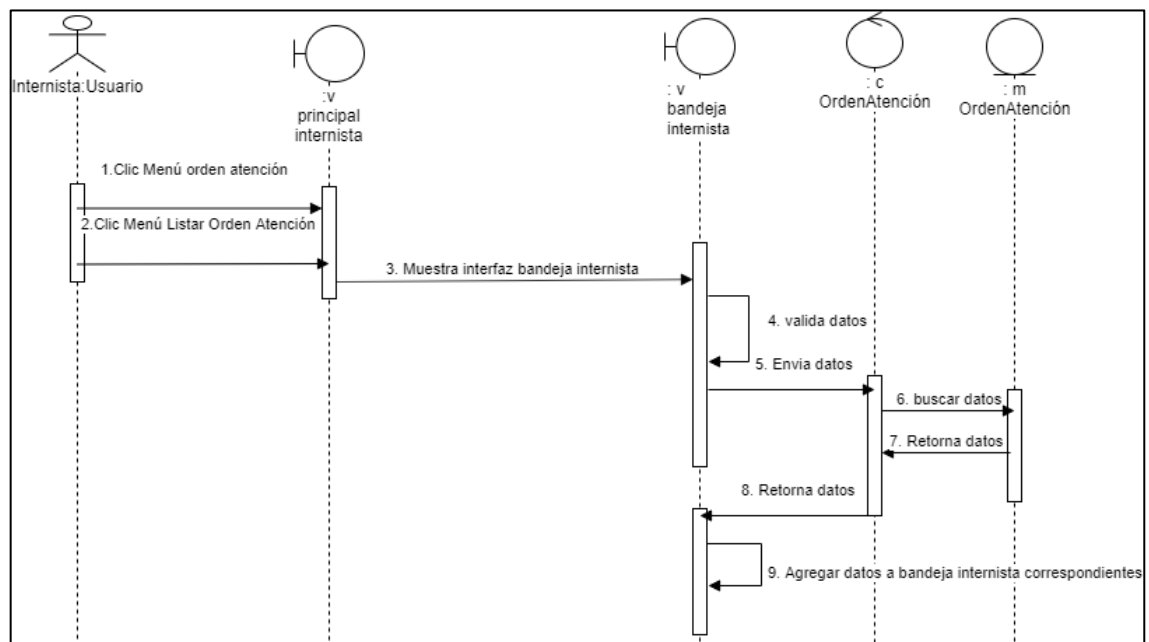 Internista:Usuario
:v
principal
internista
: v
bandeja
internista
: c
OrdenAtención
: m
OrdenAtención
1.Clic Menú orden atención
2.Clic Menú Listar Orden Atención
3. Muestra interfaz bandeja internista
4. valida datos
5. Envia datos
6. buscar datos
7. Retorna datos
8. Retorna datos
9. Agregar datos a bandeja internista correspondientes